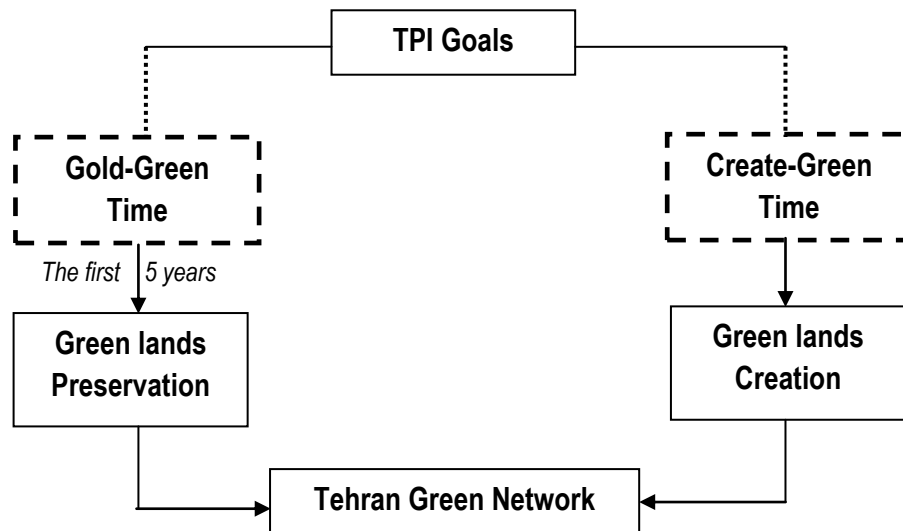 TPI Goals
Gold-Green
Time
Create-Green
Time
The first 5 years
Green lands
Preservation
Green lands
Creation
Tehran Green Network